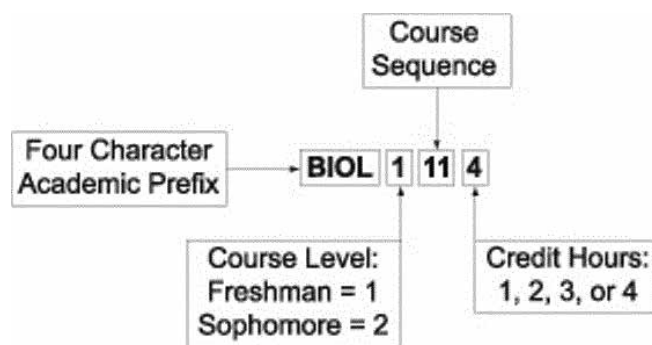 Course
Sequence
Four Character
Academic Prefix
BIOL 1 11 4
Course Level:
Freshman = 1
Sophomore = 2
Credit Hours:
1, 2, 3, or 4